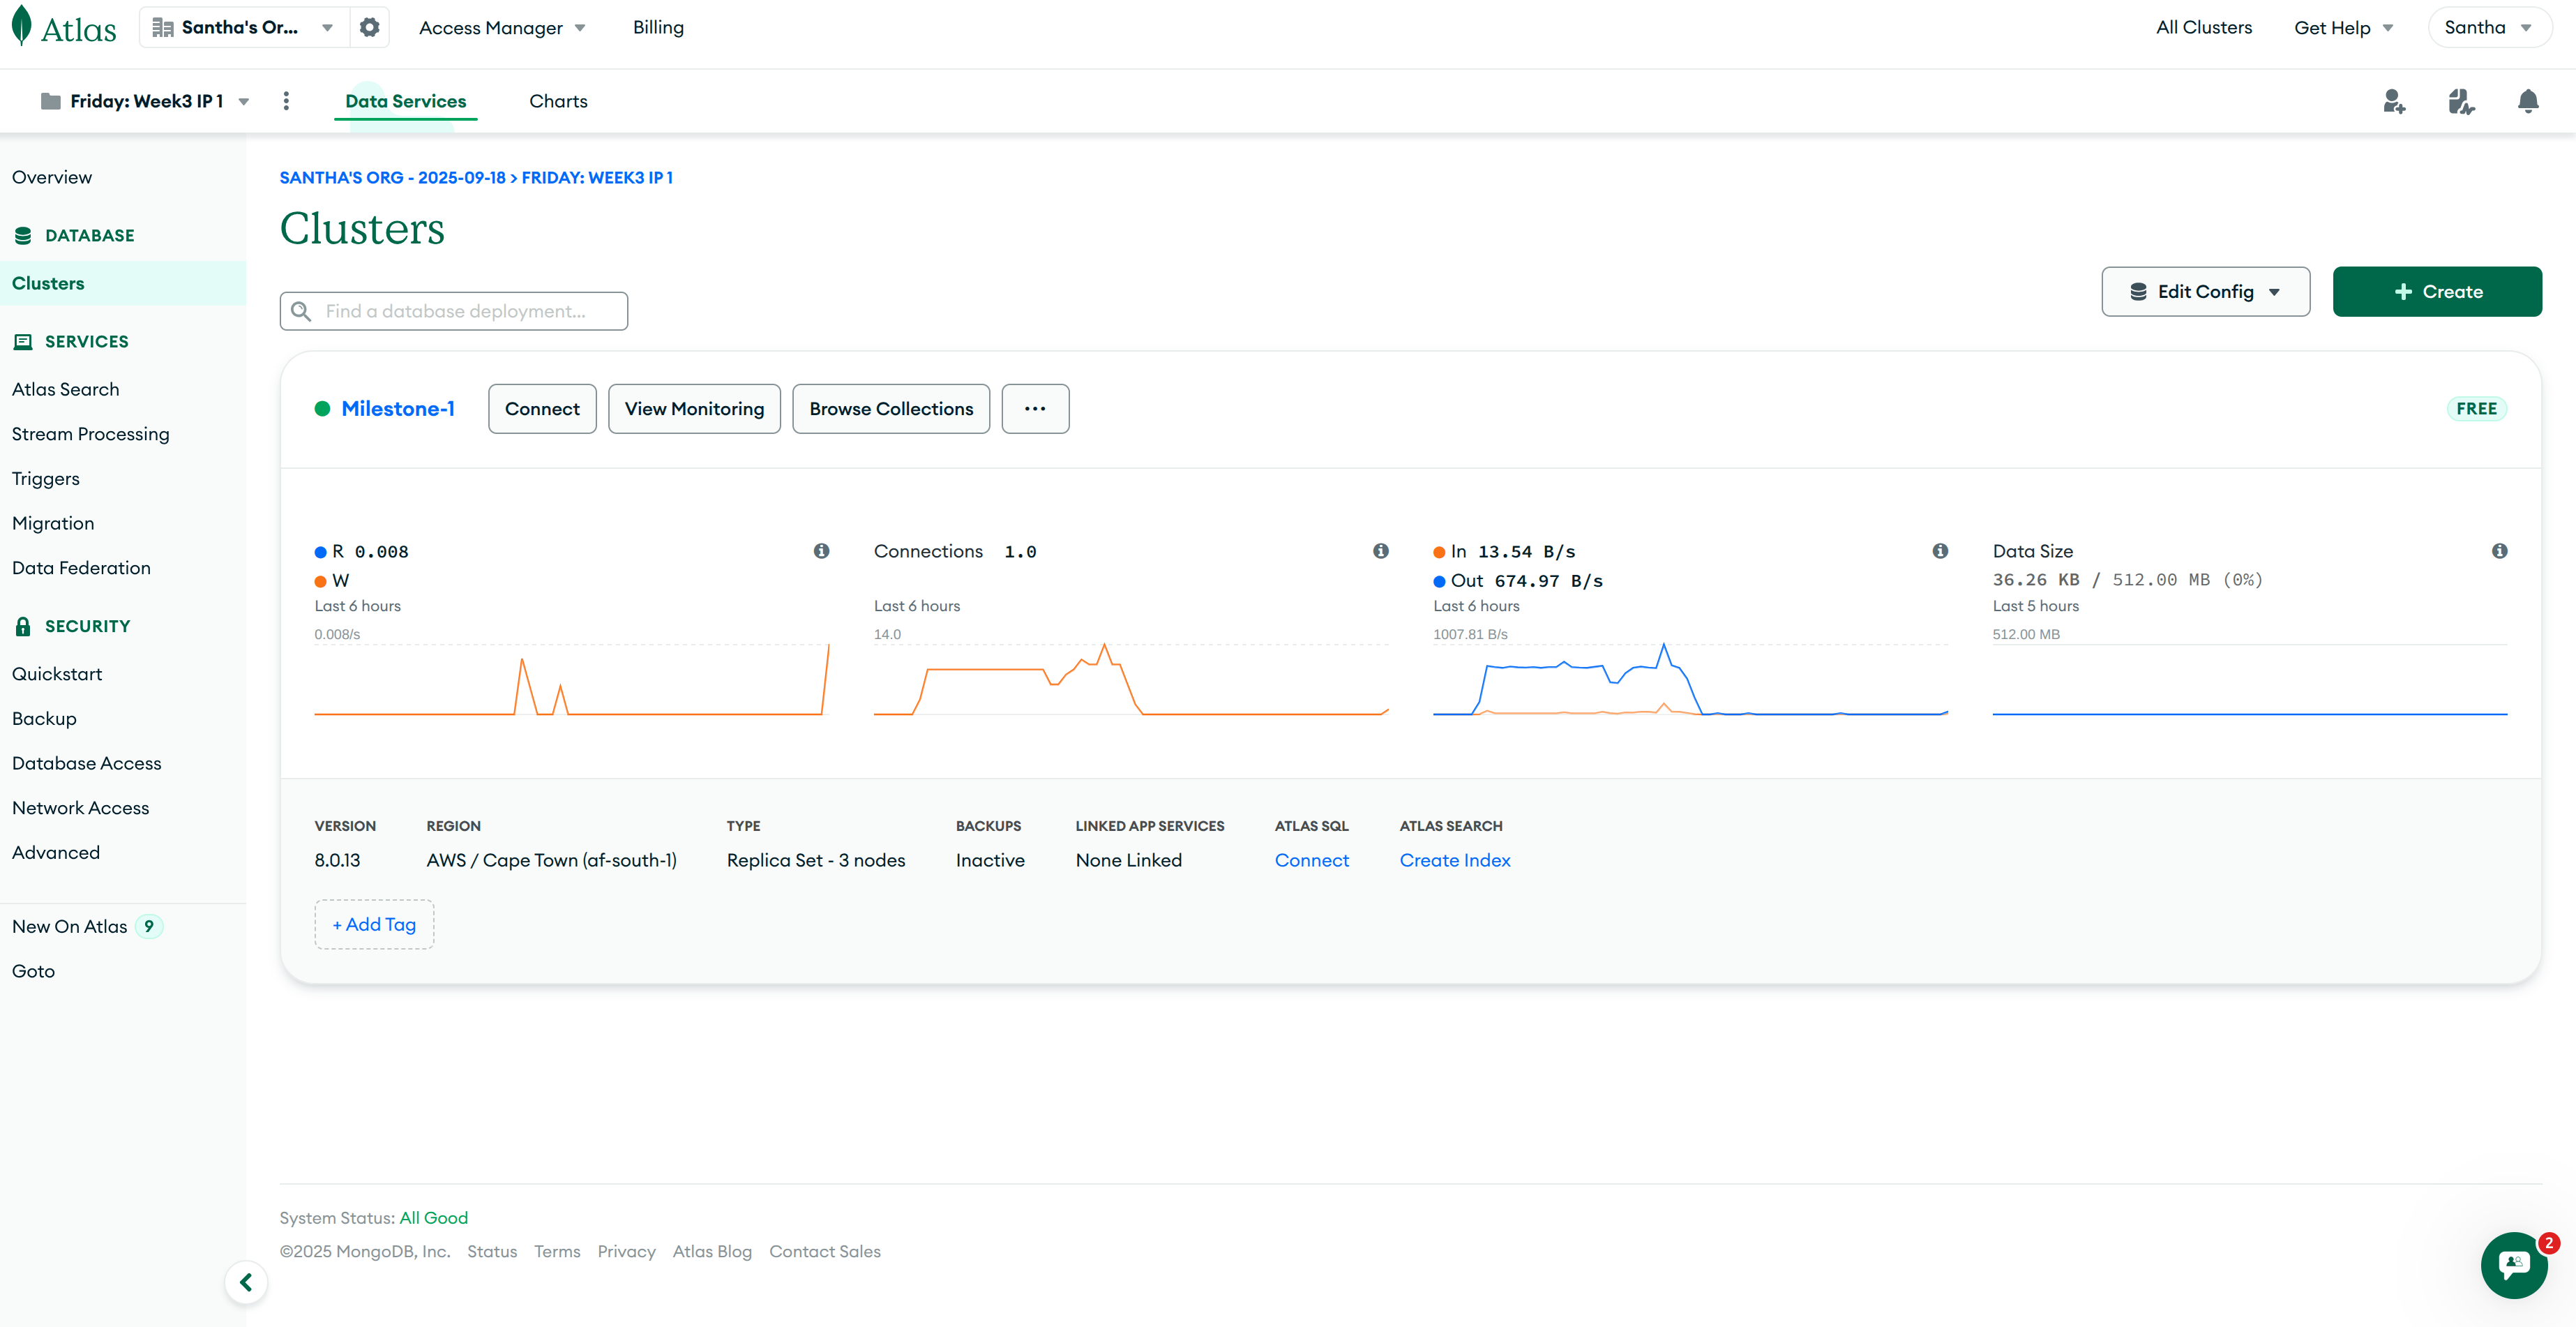 Atlas
Santha's Or...
Access Manager
Billing
All Clusters
Get Help
Santha
Friday: Week3 IP 1
Data Services
Charts
Overview
DATABASE
Clusters
SERVICES
Atlas Search
Stream Processing
Triggers
Migration
Data Federation
SECURITY
Quickstart
Backup
Database Access
Network Access
Advanced
New On Atlas 9
Goto
SANTHA'S ORG - 2025-09-18 > FRIDAY: WEEK3 IP 1
Clusters
Find a database deployment...
Edit Config
+ Create
Milestone-1
Connect
View Monitoring
Browse Collections
...
FREE
R 0.008
W
Last 6 hours
0.008/s
Connections 1.0
Last 6 hours
14.0
In 13.54 B/s
Out 674.97 B/s
Last 6 hours
1007.81 B/s
Data Size
36.26 KB / 512.00 MB (0%)
Last 5 hours
512.00 MB
VERSION
8.0.13
REGION
AWS / Cape Town (af-south-1)
TYPE
Replica Set - 3 nodes
BACKUPS
Inactive
LINKED APP SERVICES
None Linked
ATLAS SQL
Connect
ATLAS SEARCH
Create Index
+ Add Tag
System Status: All Good
©2025 MongoDB, Inc. Status Terms Privacy Atlas Blog Contact Sales
2